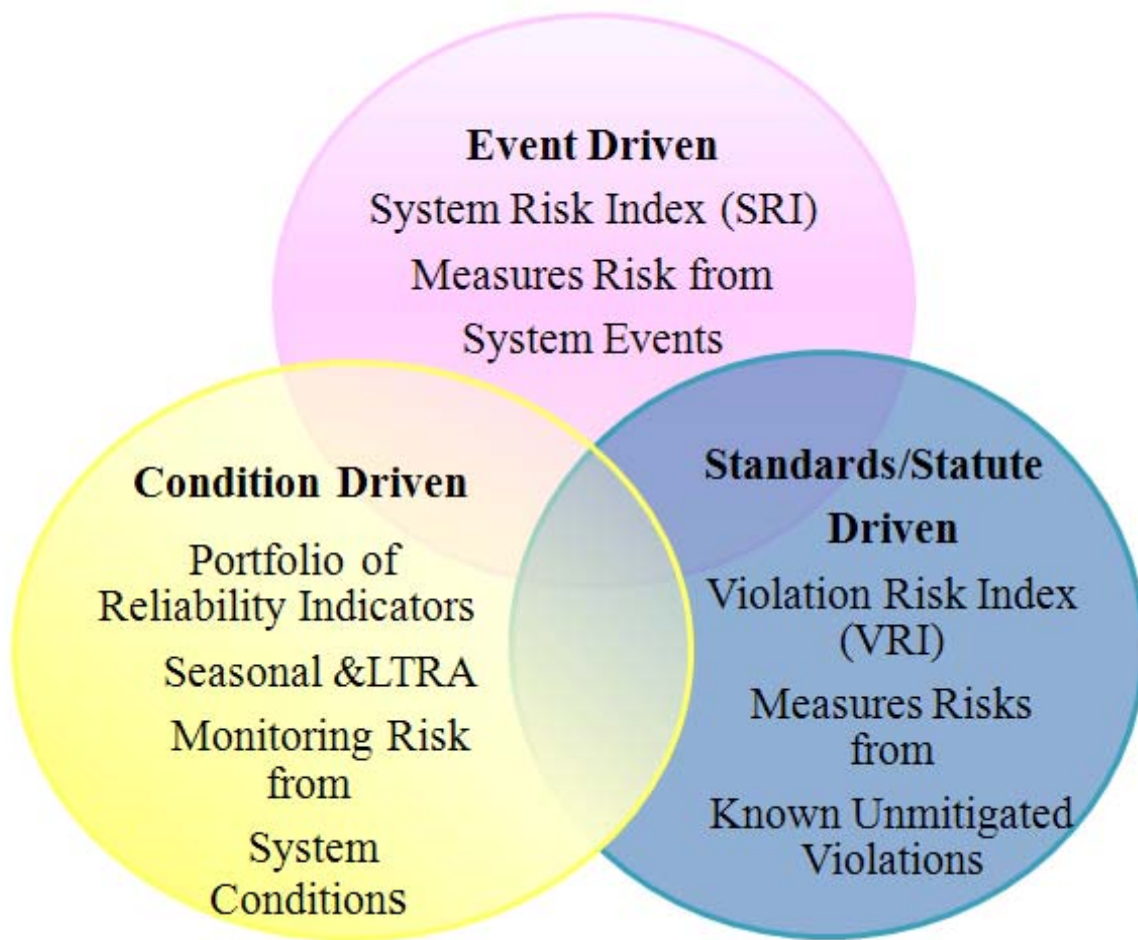 Event Driven
System Risk Index (SRI)
Measures Risk from
System Events
Condition Driven
Portfolio of
Reliability Indicators
Seasonal &LTRA
Monitoring Risk
from
System
Conditions
Standards/Statute
Driven
Violation Risk Index
(VRI)
Measures Risks
from
Known Unmitigated
Violations